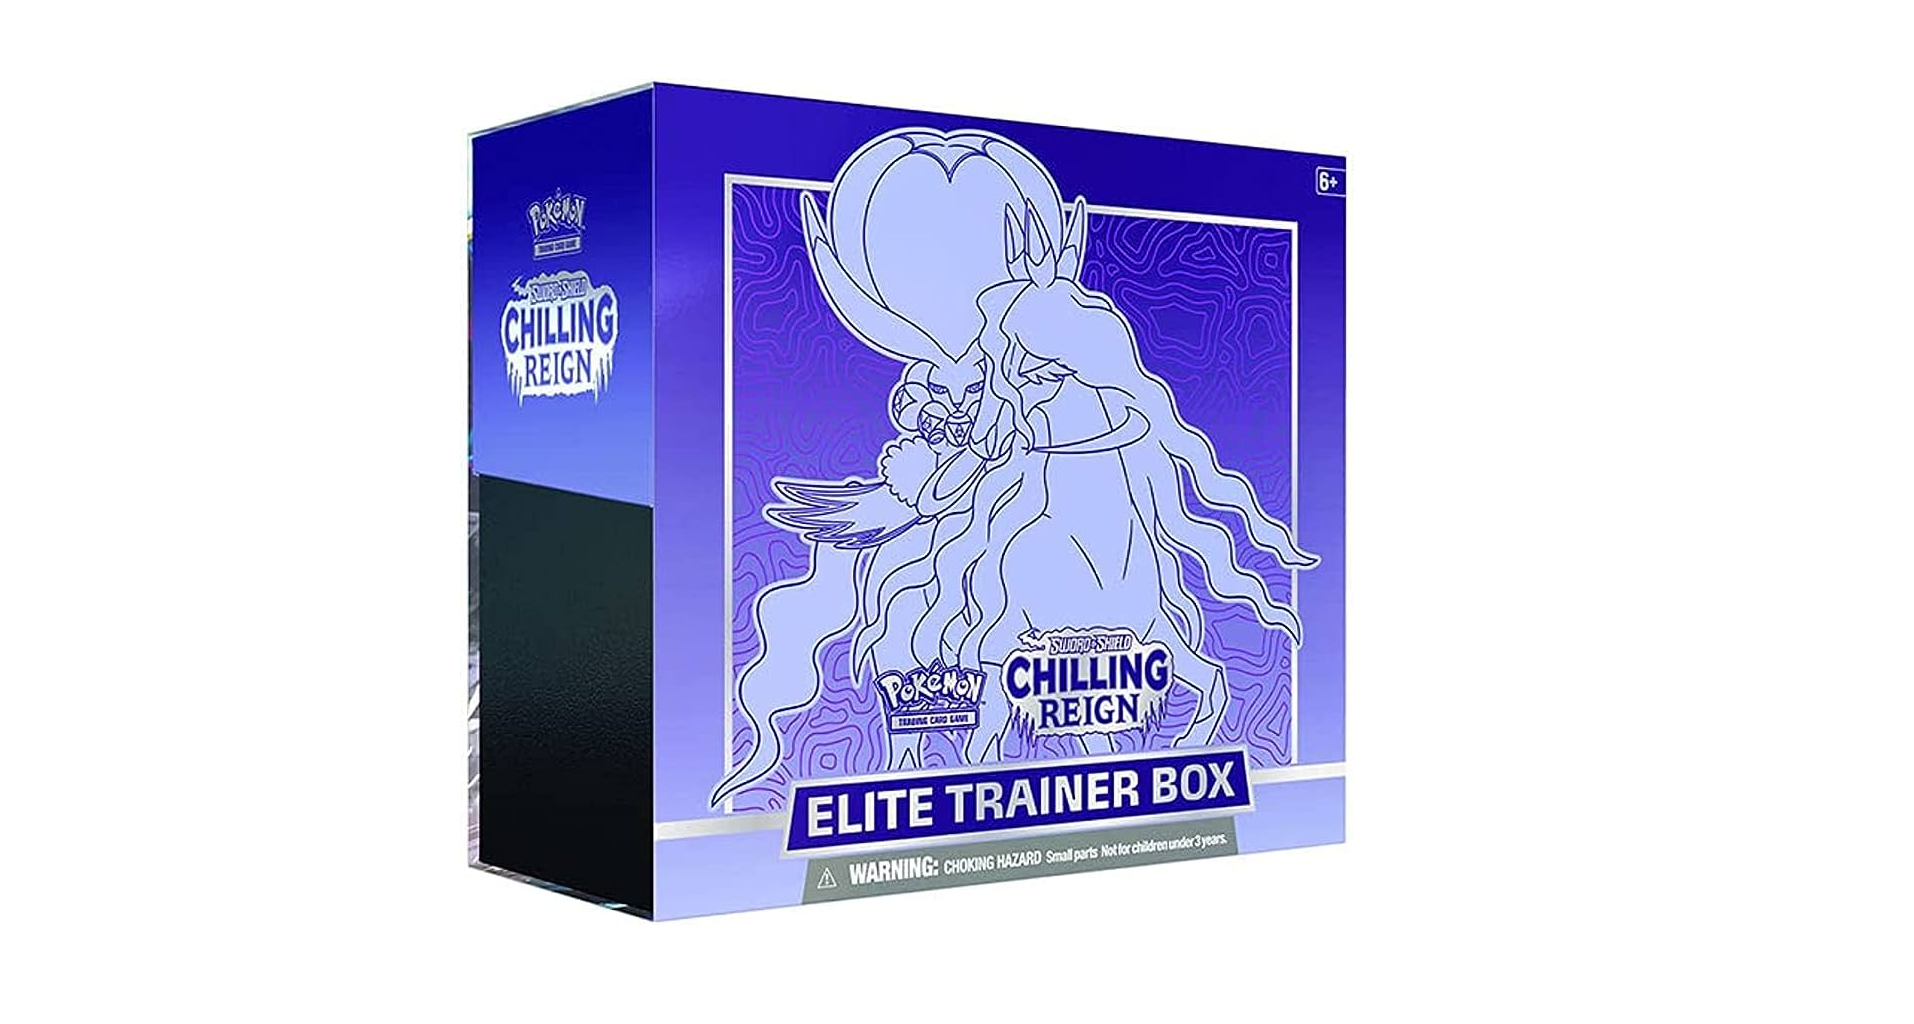 Pokémon
TRADING CARD GAME
SWORD & SHIELD
CHILLING
REIGN
6+
Pokémon
TRADING CARD GAME
SWORD & SHIELD
CHILLING
REIGN
ELITE TRAINER BOX
WARNING: CHOKING HAZARD Small parts Not for children under 3 years.